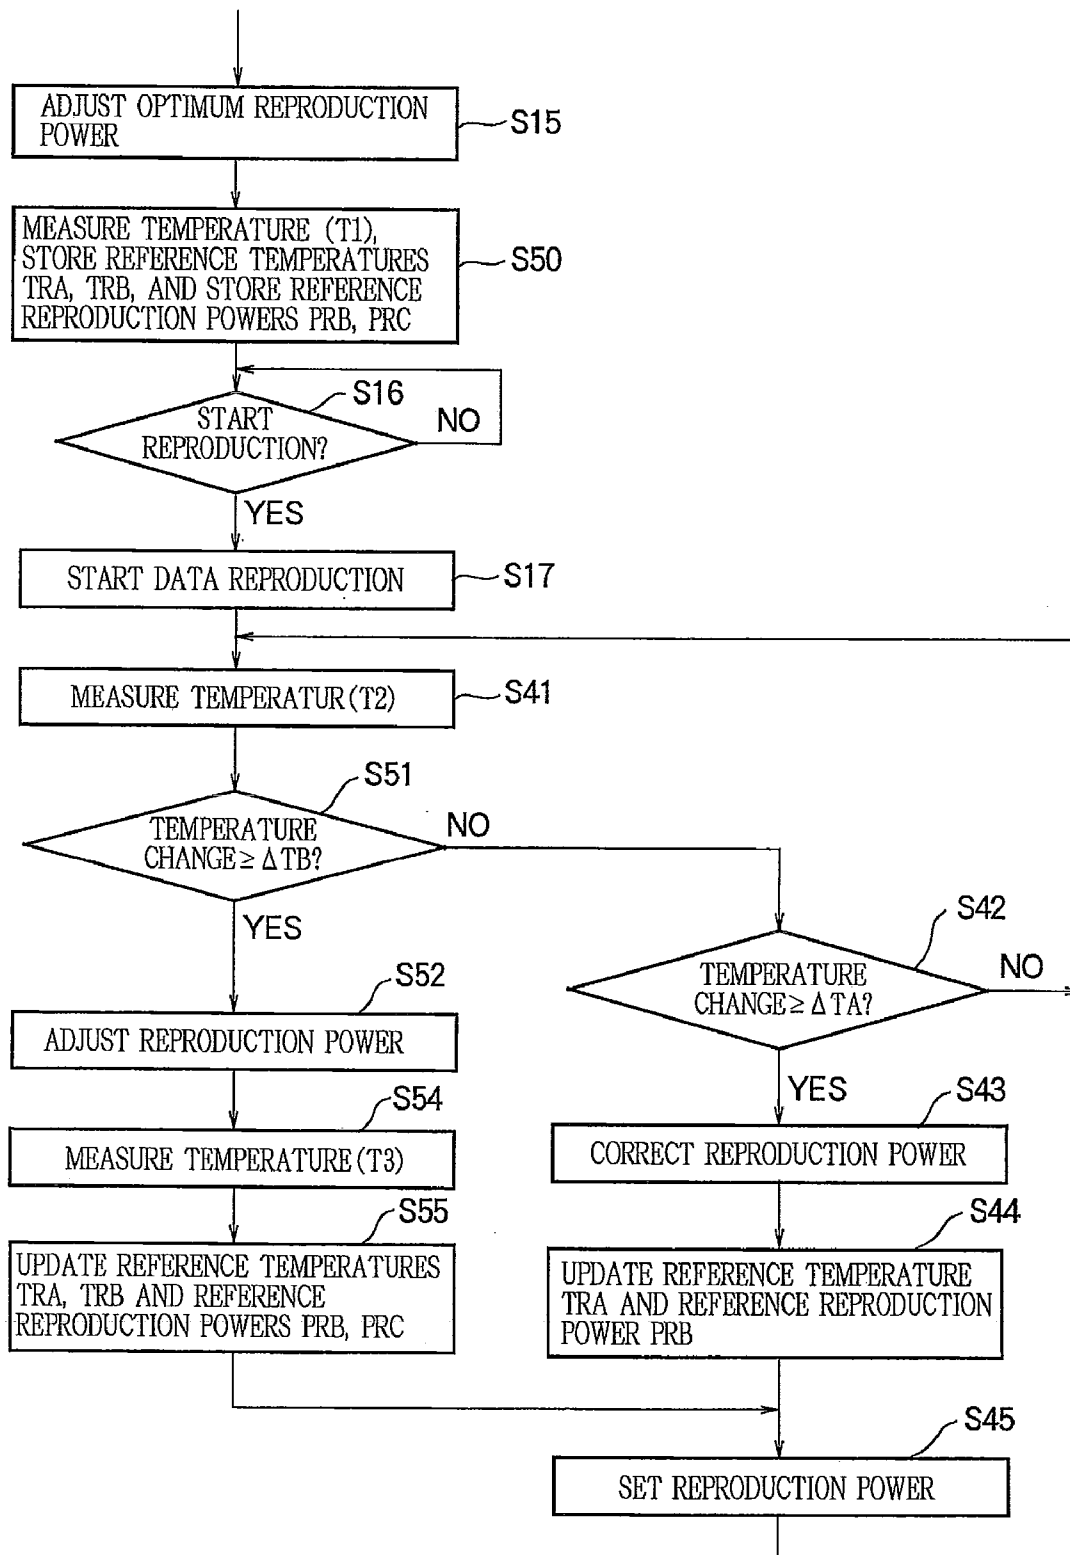 ADJUST OPTIMUM REPRODUCTION
POWER
S15
MEASURE TEMPERATURE (T1),
STORE REFERENCE TEMPERATURES
TRA, TRB, AND STORE REFERENCE
REPRODUCTION POWERS PRB, PRC
S50
S16
START
REPRODUCTION?
NO
YES
START DATA REPRODUCTION
S17
MEASURE TEMPERATUR(T2)
S41
S51
TEMPERATURE
CHANGE≥ΔTB?
NO
YES
S42
TEMPERATURE
CHANGE≥ΔTA?
NO
YES
S52
ADJUST REPRODUCTION POWER
S54
MEASURE TEMPERATURE(T3)
S55
UPDATE REFERENCE TEMPERATURES
TRA, TRB AND REFERENCE
REPRODUCTION POWERS PRB, PRC
S43
CORRECT REPRODUCTION POWER
S44
UPDATE REFERENCE TEMPERATURE
TRA AND REFERENCE REPRODUCTION
POWER PRB
S45
SET REPRODUCTION POWER